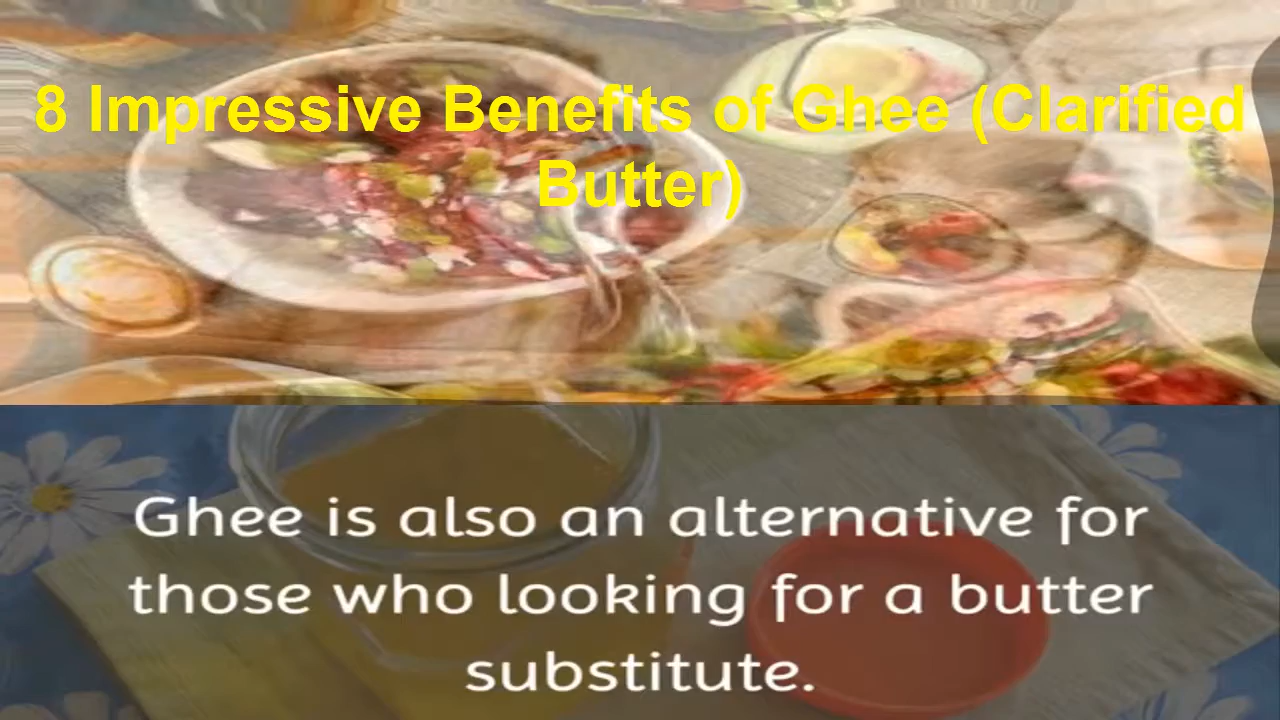 8 Impressive Benefits of Ghee (Clarified
Butter)
Ghee is also an alternative for
those who looking for a butter
substitute.